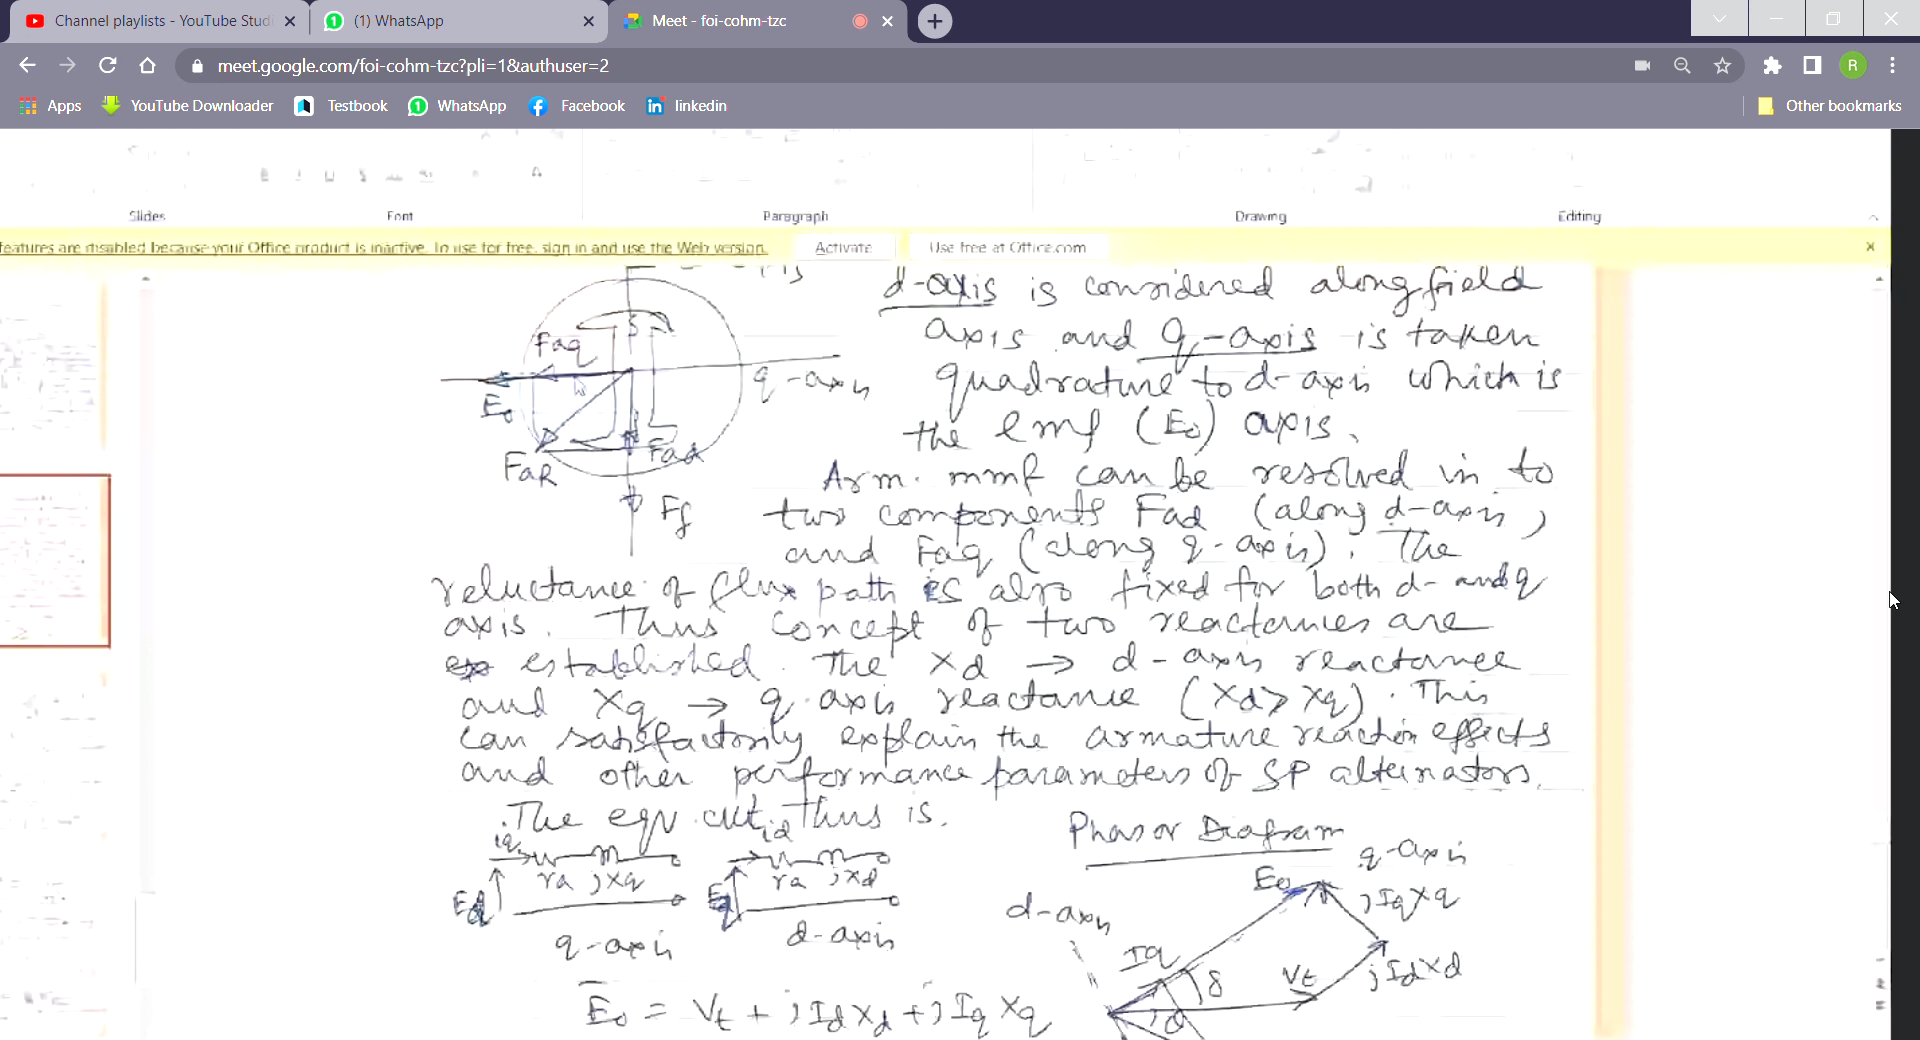 Channel playlists - YouTube Studi
(1) WhatsApp
Meet - foi-cohm-tzc
meet.google.com/foi-cohm-tzc?pli=1&authuser=2
R
Apps
YouTube Downloader
Testbook
WhatsApp
Facebook
linkedin
Other bookmarks
Slides
Font
Paragraph
Drawing
Editing
features are disabled because your Office product is inactive. To use for free, sign in and use the Web version.
Activate
Use free at Office.com
d-axis is considered along field
axis and q-axis is taken
quadrature to d-axis which is
the emf (Eo) axis.
Arm. mmf can be resolved in to
two components Fad (along d-axis)
and Faq (along q-axis). The
reluctance of flux path is also fixed for both d- and q
axis. Thus concept of two reactances are
established. The Xd → d-axis reactance
and Xq → q-axis reactance (Xd > Xq). This
can satisfactorily explain the armature reaction effects
and other performance parameters of SP alternators.
S
Faq
q-axis
Eo
Fad
FaR
Ff
The eqv. ckt. Thus is.
iq
id
ra jXq
ra jXd
Ed
Eq
q-axis
d-axis
Eo = Vt + jIdXd + jIqXq
Phasor Diagram
q-axis
Eo
jIqXq
d-axis
Iq
δ
Vt
jIdXd